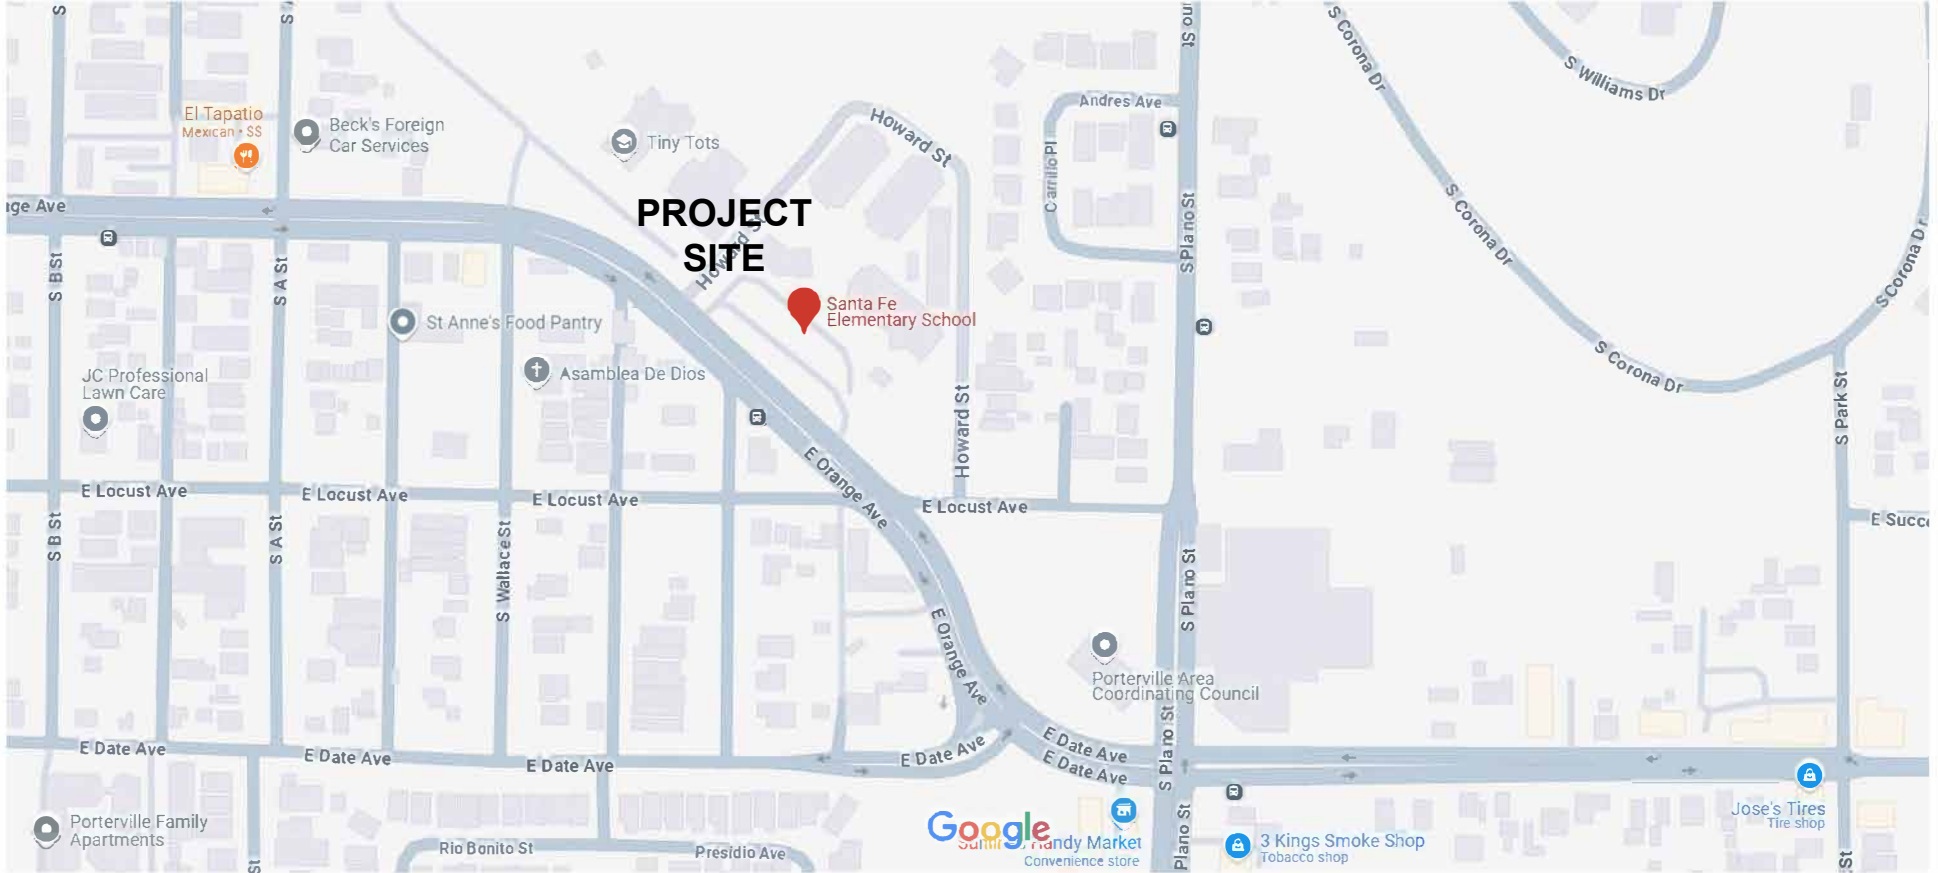 S
S
S Corona Dr
S Williams Dr
El Tapatio
Mexican • $$
Beck's Foreign
Car Services
Tiny Tots
Howard St
Andres Ave
Carrillo Pl
S Plano St
S Corona Dr
S Corona Dr
ge Ave
PROJECT
SITE
Howard St
S B St
S A St
St Anne's Food Pantry
Santa Fe
Elementary School
S Corona Dr
JC Professional
Lawn Care
Asamblea De Dios
Howard St
S Park St
E Orange Ave
E Locust Ave
E Locust Ave
E Locust Ave
E Locust Ave
E Succ
S B St
S A St
S Wallace St
S Plano St
E Orange Ave
Porterville Area
Coordinating Council
S Plano St
E Date Ave
E Date Ave
E Date Ave
E Date Ave
E Date Ave
E Date Ave
Jose's Tires
Tire shop
Porterville Family
Apartments
Rio Bonito St
Presidio Ave
Google
Handy Market
Convenience store
Plano St
3 Kings Smoke Shop
Tobacco shop
St
St